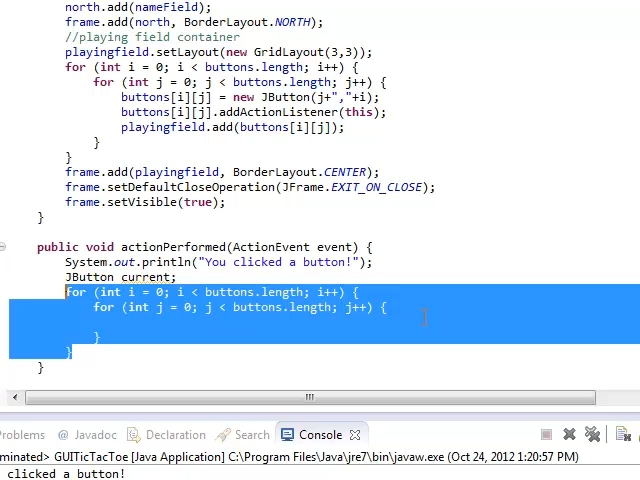 north.add(nameField);
frame.add(north, BorderLayout.NORTH);
//playing field container
playingfield.setLayout(new GridLayout(3,3));
for (int i = 0; i < buttons.length; i++) {
for (int j = 0; j < buttons.length; j++) {
buttons[i][j] = new JButton(j+","+i);
buttons[i][j].addActionListener(this);
playingfield.add(buttons[i][j]);
}
}
frame.add(playingfield, BorderLayout.CENTER);
frame.setDefaultCloseOperation(JFrame.EXIT_ON_CLOSE);
frame.setVisible(true);
}
public void actionPerformed(ActionEvent event) {
System.out.println("You clicked a button!");
JButton current;
for (int i = 0; i < buttons.length; i++) {
for (int j = 0; j < buttons.length; j++) {
}
}
}
roblems @ Javadoc Declaration Search Console
minated> GUITicTacToe [Java Application] C:\Program Files\Java\jre7\bin\javaw.exe (Oct 24, 2012 1:20:57 PM)
clicked a button!